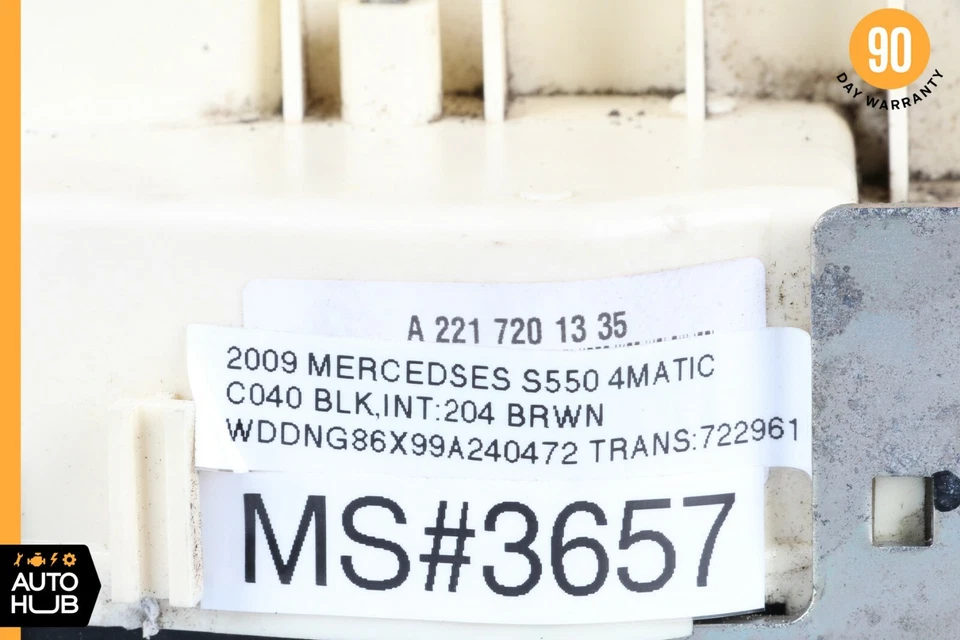 90
DAY WARRANTY
A 221 720 13 35
2009 MERCEDSES S550 4MATIC
C040 BLK,INT:204 BRWN
WDDNG86X99A240472 TRANS:722961
MS#3657
AUTO
HUB